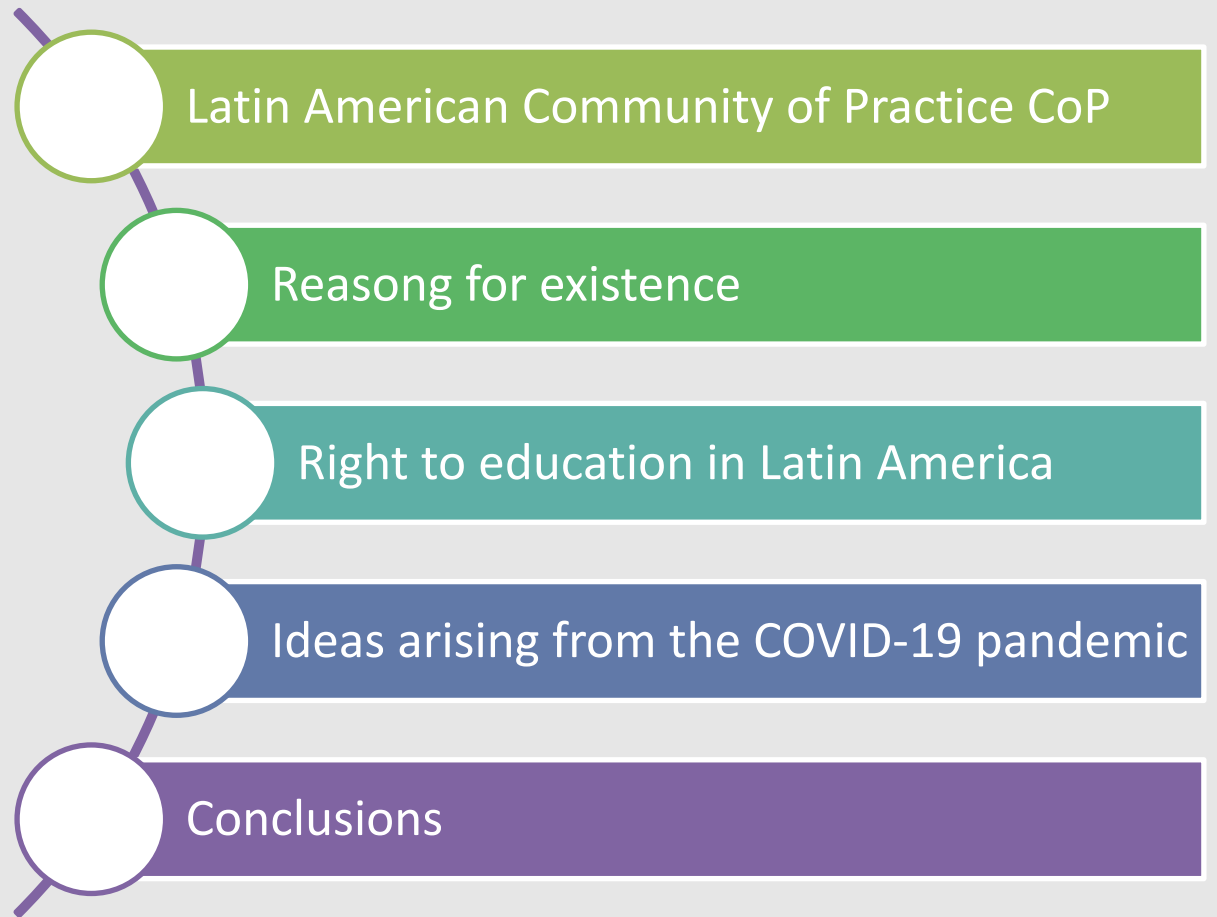 Latin American Community of Practice CoP
Reasong for existence
Right to education in Latin America
Ideas arising from the COVID-19 pandemic
Conclusions